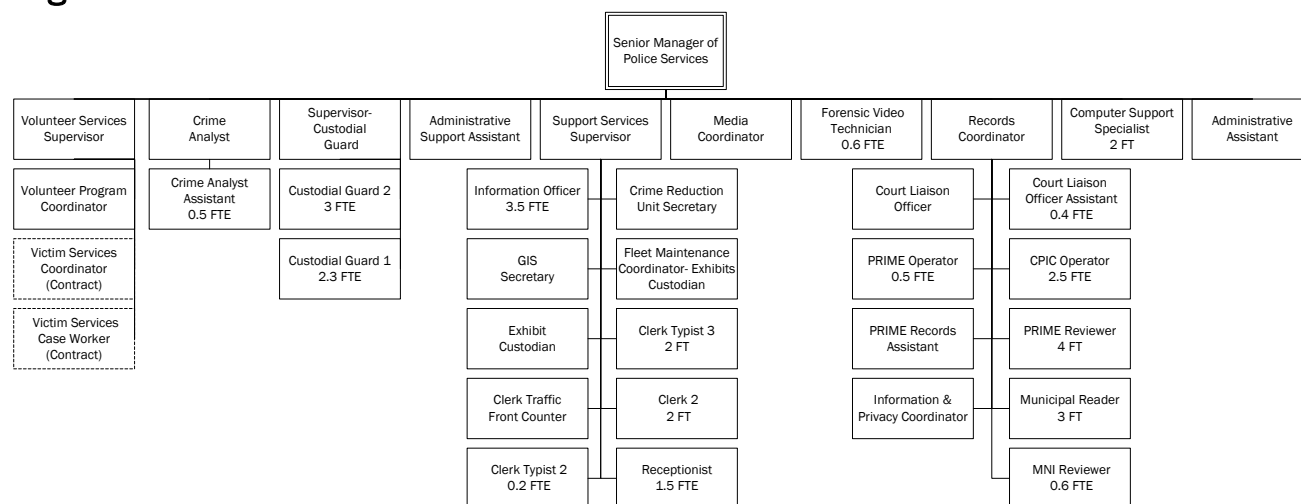 Senior Manager of
Police Services
Volunteer Services
Supervisor
Crime
Analyst
Supervisor-
Custodial
Guard
Administrative
Support Assistant
Support Services
Supervisor
Media
Coordinator
Forensic Video
Technician
0.6 FTE
Records
Coordinator
Computer Support
Specialist
2 FT
Administrative
Assistant
Volunteer Program
Coordinator
Crime Analyst
Assistant
0.5 FTE
Custodial Guard 2
3 FTE
Information Officer
3.5 FTE
Crime Reduction
Unit Secretary
Court Liaison
Officer
Court Liaison
Officer Assistant
0.4 FTE
Victim Services
Coordinator
(Contract)
Custodial Guard 1
2.3 FTE
GIS
Secretary
Fleet Maintenance
Coordinator- Exhibits
Custodian
PRIME Operator
0.5 FTE
CPIC Operator
2.5 FTE
Victim Services
Case Worker
(Contract)
Exhibit
Custodian
Clerk Typist 3
2 FT
PRIME Records
Assistant
PRIME Reviewer
4 FT
Clerk Traffic
Front Counter
Clerk 2
2 FT
Information &
Privacy Coordinator
Municipal Reader
3 FT
Clerk Typist 2
0.2 FTE
Receptionist
1.5 FTE
MNI Reviewer
0.6 FTE